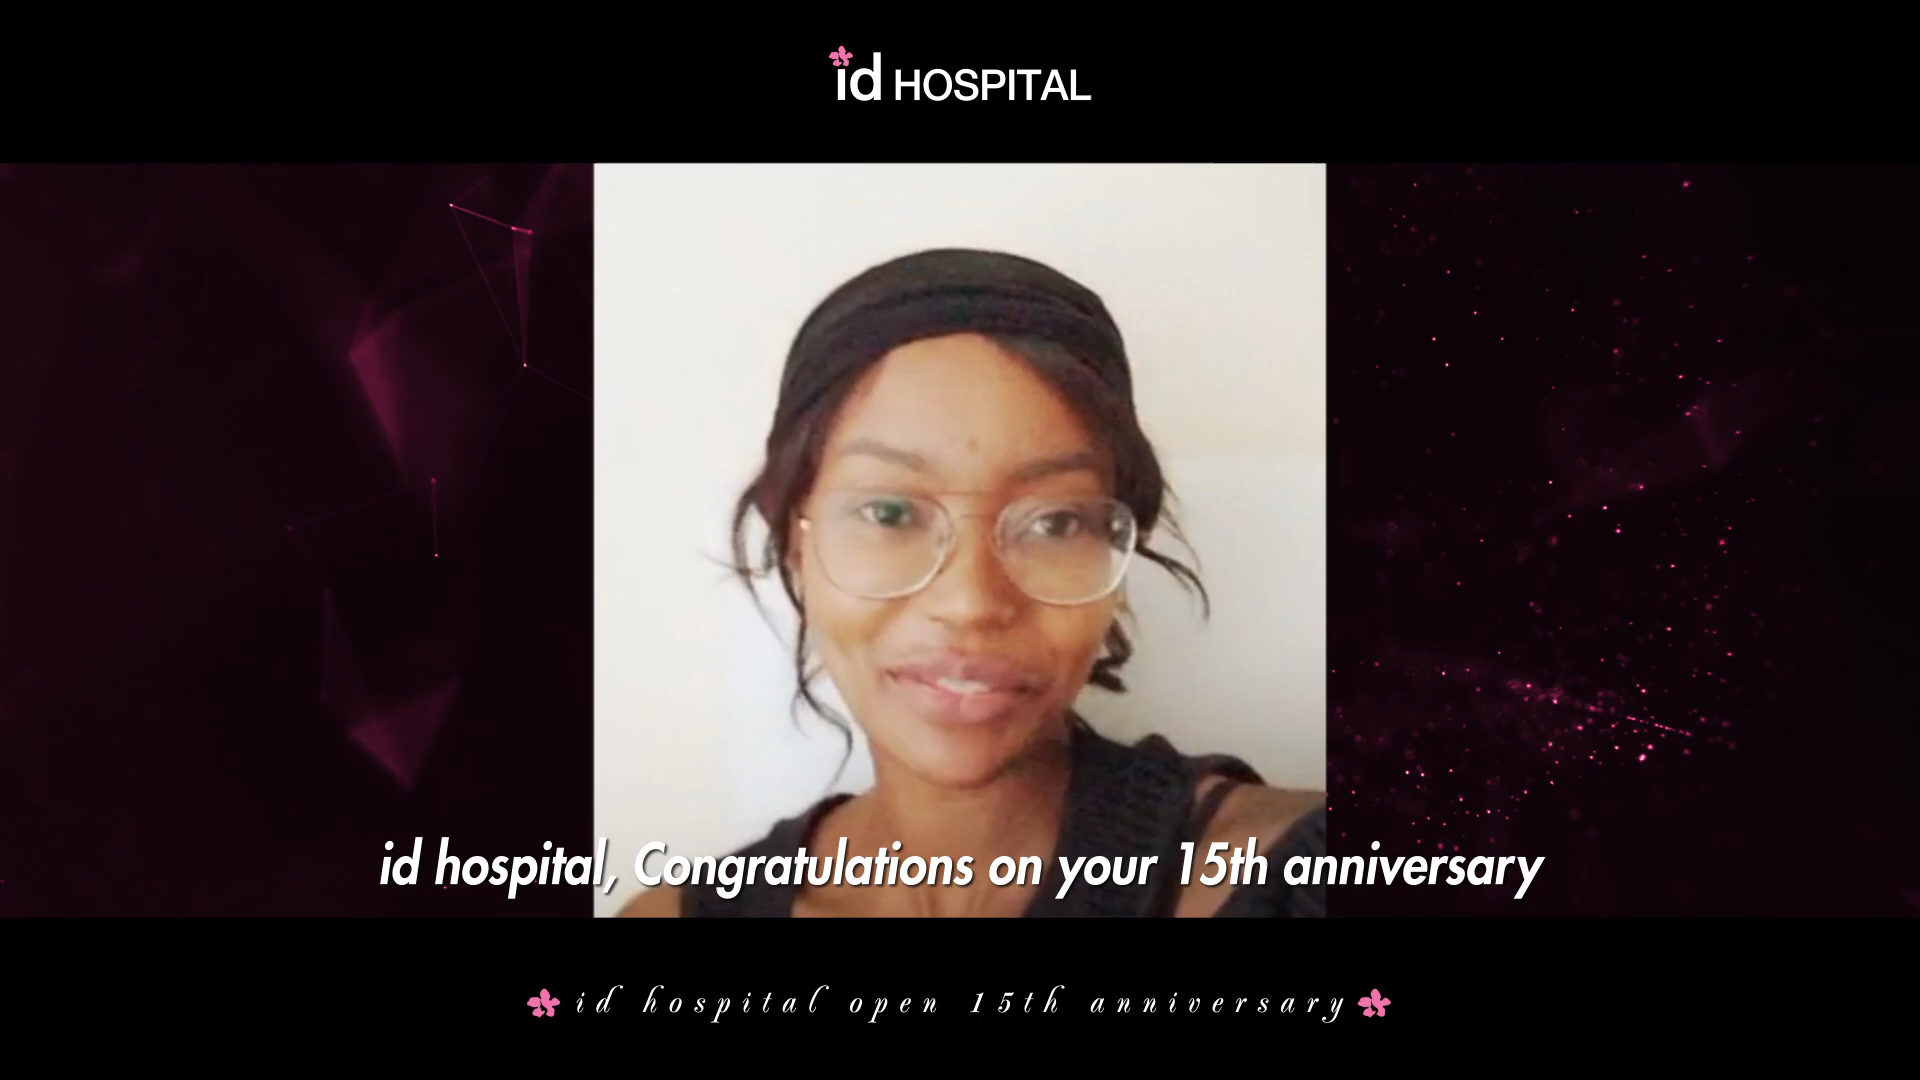 id HOSPITAL
id hospital, Congratulations on your 15th anniversary
id hospital open 15th anniversary